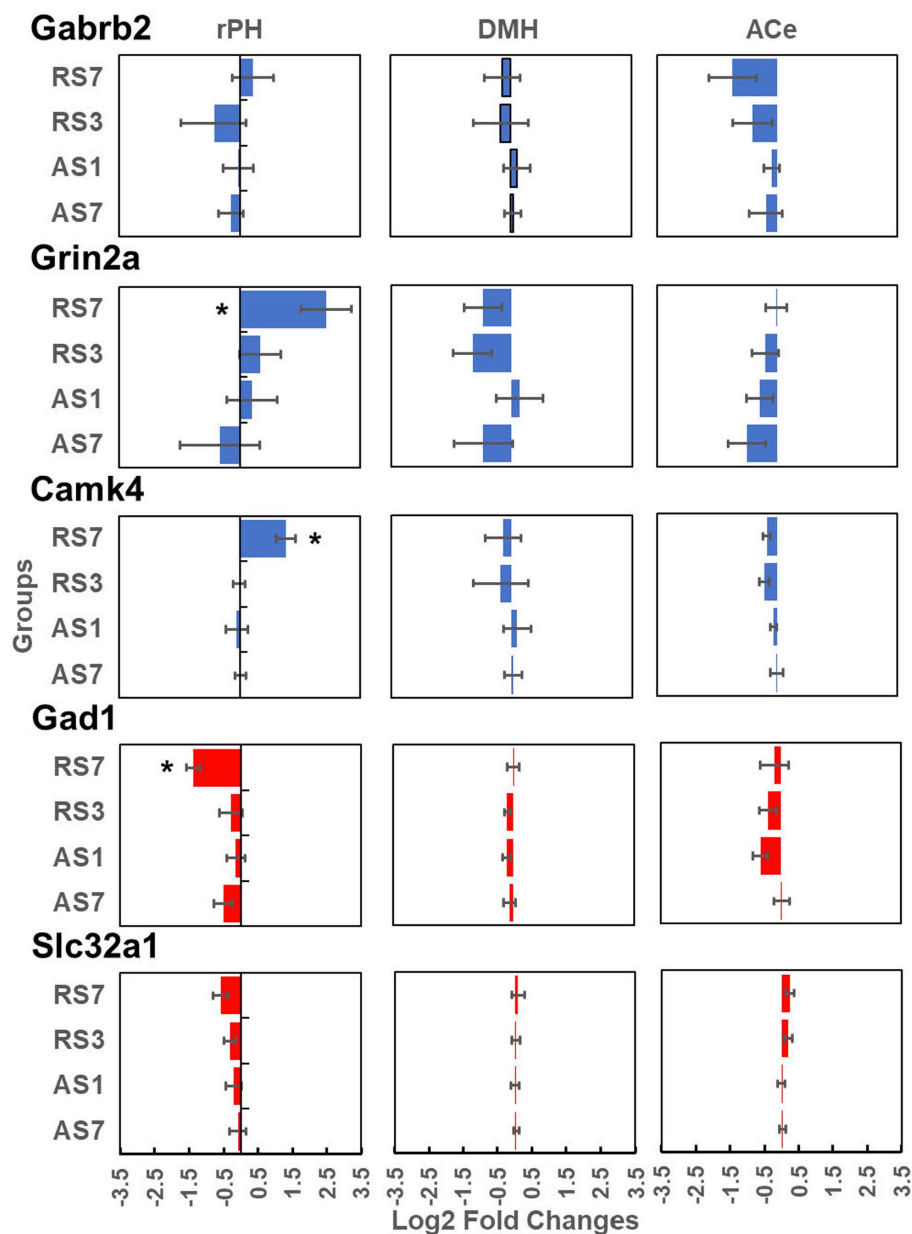 Gabrb2
rPH DMH ACe
RS7
RS3
AS1
AS7
Grin2a
RS7
*
RS3
AS1
AS7
Camk4
RS7
*
RS3
AS1
AS7
Groups
Gad1
RS7
*
RS3
AS1
AS7
Slc32a1
RS7
RS3
AS1
AS7
-3.5 -2.5 -1.5 -0.5 0.5 1.5 2.5 3.5 -3.5 -2.5 -1.5 -0.5 0.5 1.5 2.5 3.5 -3.5 -2.5 -1.5 -0.5 0.5 1.5 2.5 3.5
Log2 Fold Changes